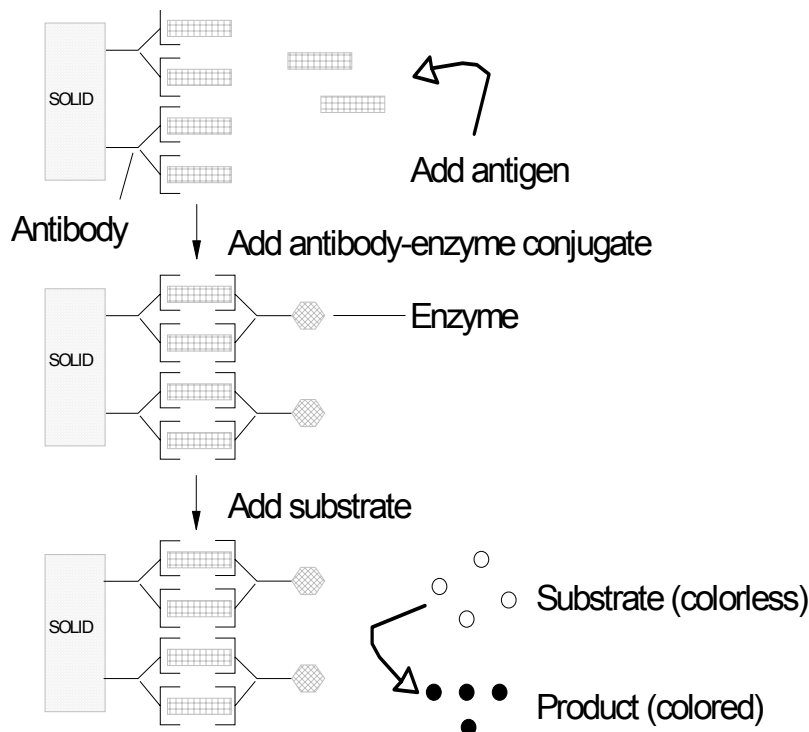 SOLID
Add antigen
Antibody
Add antibody-enzyme conjugate
Enzyme
SOLID
Add substrate
Substrate (colorless)
SOLID
Product (colored)